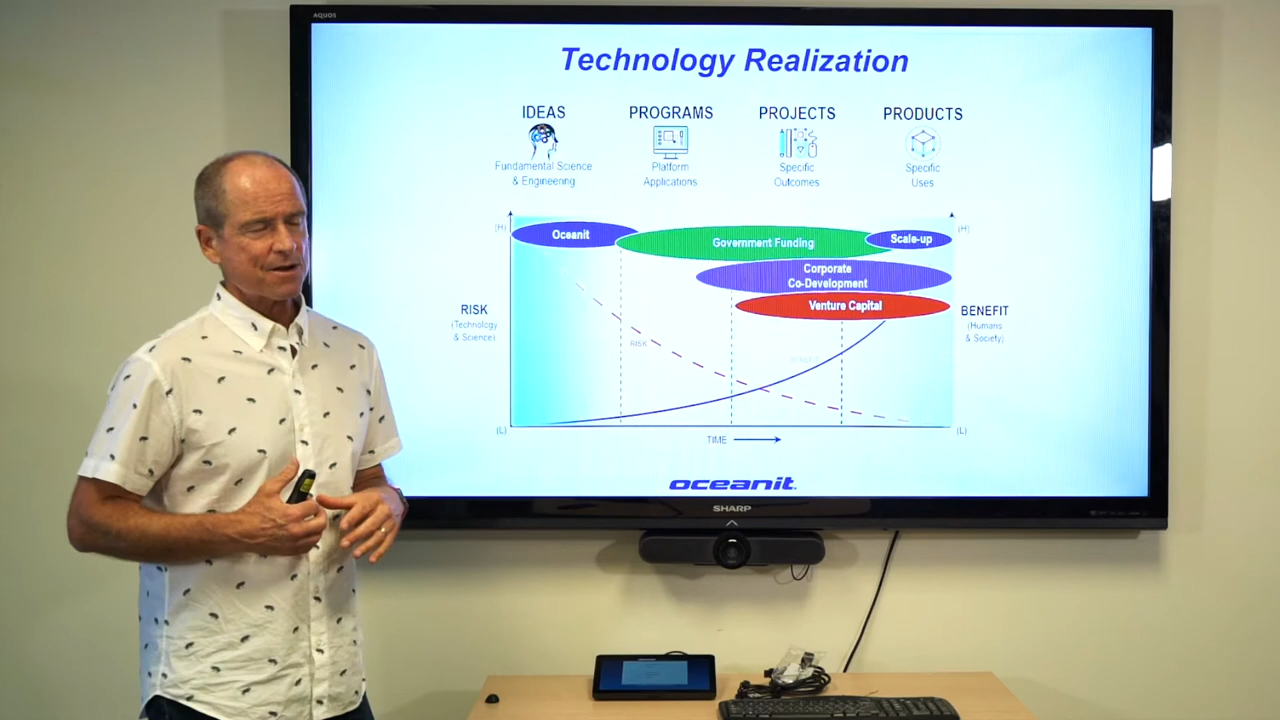 AQUOS
Technology Realization
IDEAS
Fundamental Science
& Engineering
PROGRAMS
Platform
Applications
PROJECTS
Specific
Outcomes
PRODUCTS
Specific
Uses
(H)
(H)
Oceanit
Government Funding
Scale-up
Corporate
Co-Development
Venture Capital
RISK
(Technology
& Science)
BENEFIT
(Humans
& Society)
RISK
BENEFIT
(L)
(L)
TIME
oceanit
SHARP